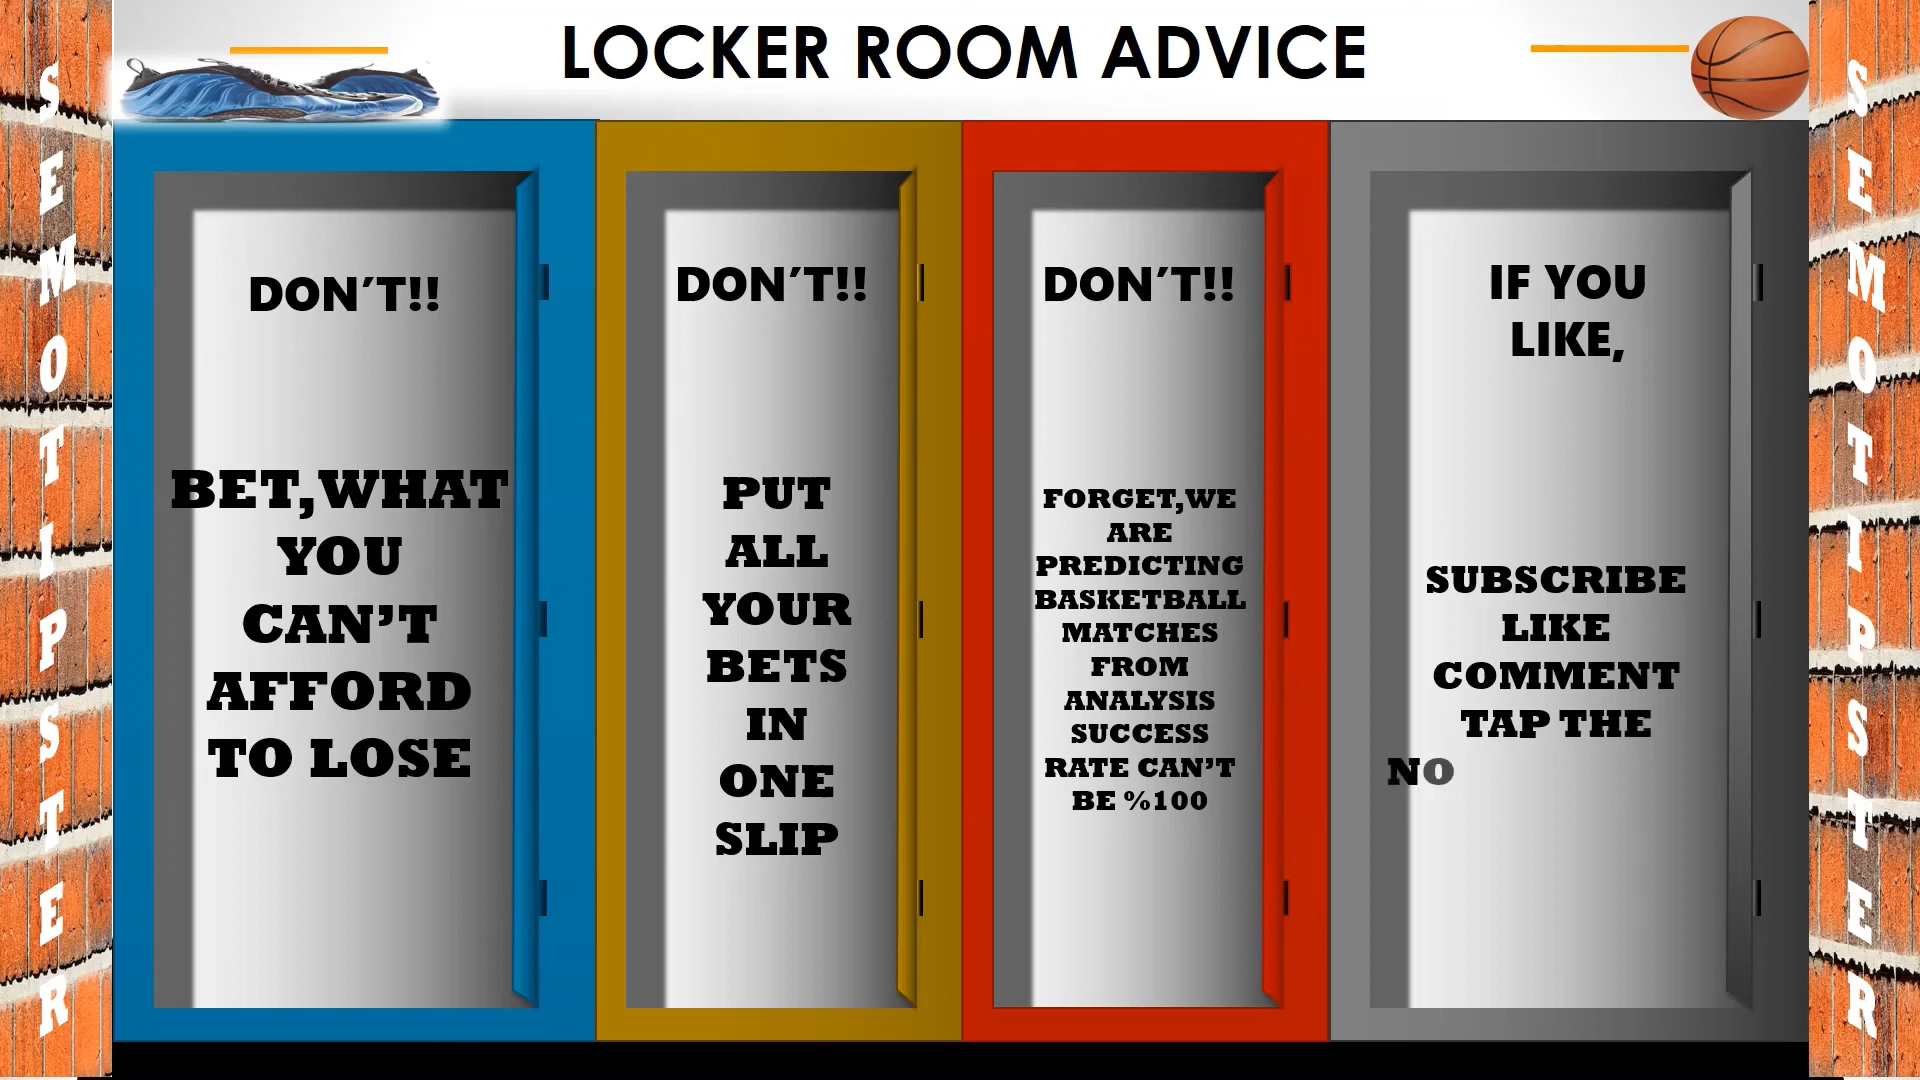 LOCKER ROOM ADVICE
SEMOTIPSTER
DON'T!!
BET,WHAT
YOU
CAN'T
AFFORD
TO LOSE
DON'T!!
PUT
ALL
YOUR
BETS
IN
ONE
SLIP
DON'T!!
FORGET,WE
ARE
PREDICTING
BASKETBALL
MATCHES
FROM
ANALYSIS
SUCCESS
RATE CAN'T
BE %100
IF YOU
LIKE,
SUBSCRIBE
LIKE
COMMENT
TAP THE
NO
SEMOTIPSTER